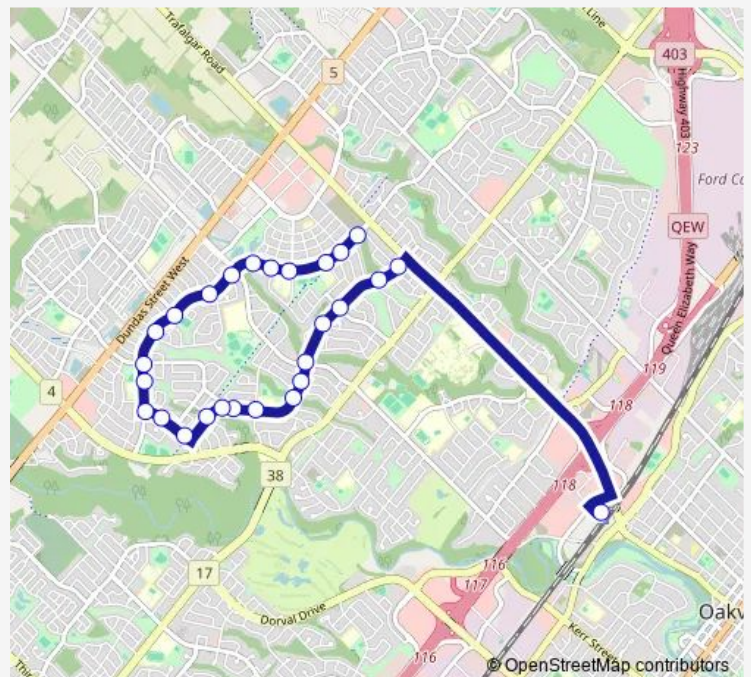 Trafalgar Road
Line
5
403
Highway 403
123
Ford Co
QEW
Queen Elizabeth Way
Dundas Street West
119
4
118
38
118
17
116
117
Dorval Drive
Oakv
Kerr Street
116
Thir
© OpenStreetMap contributors